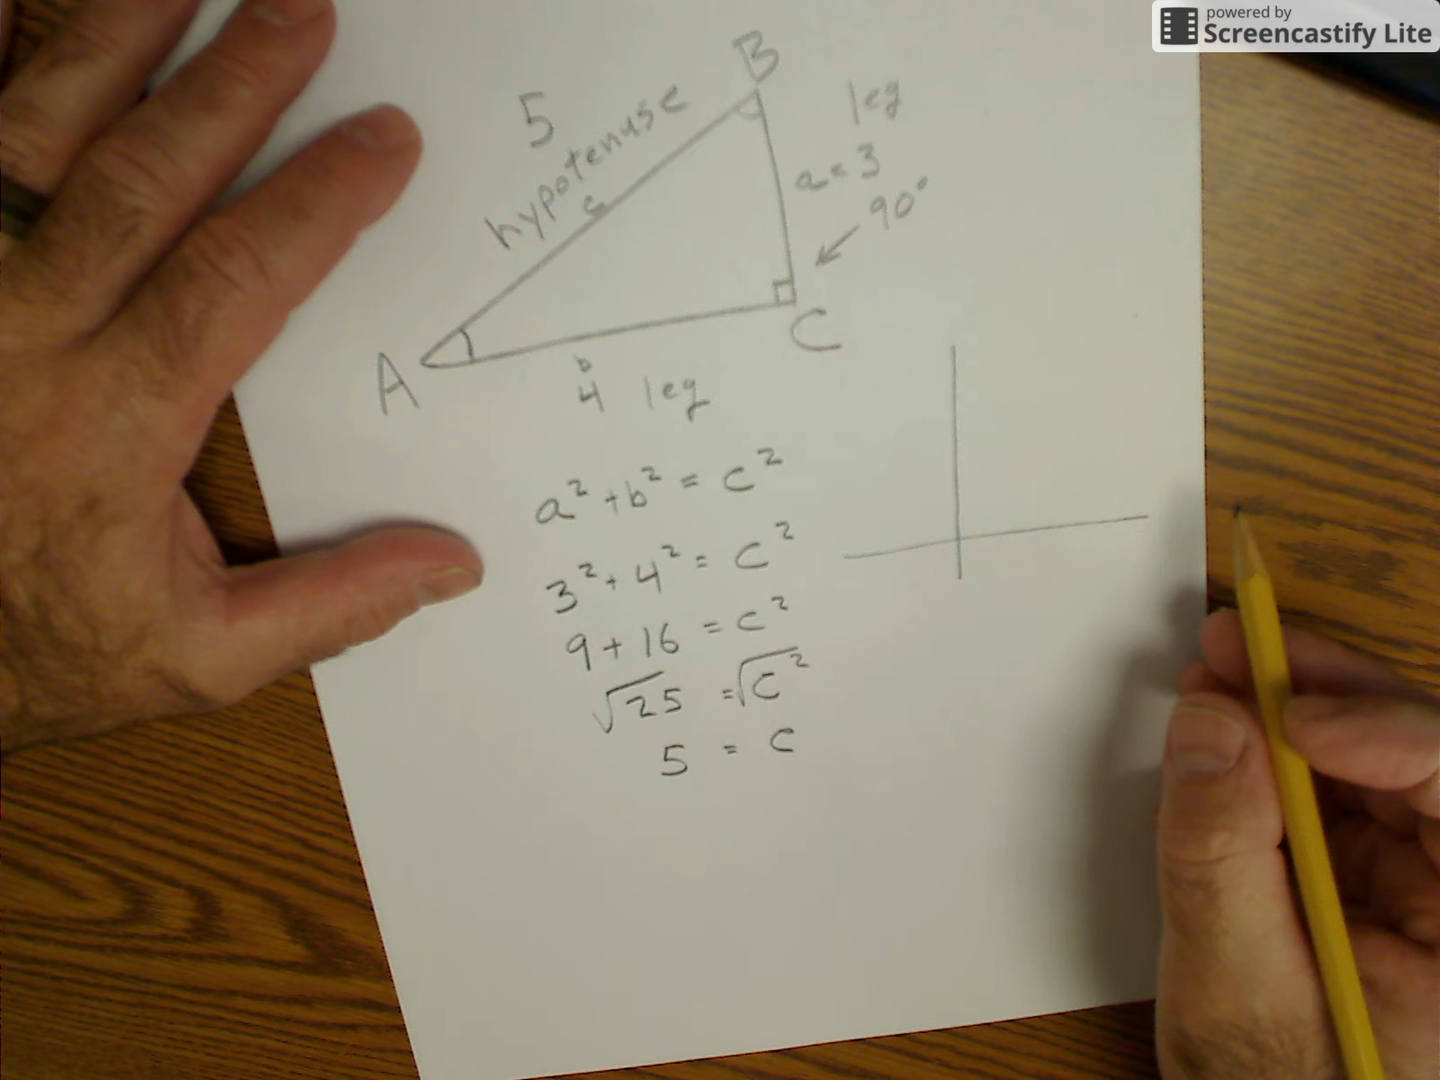 powered by
Screencastify Lite
B
5
hypotenuse
c
leg
a = 3
90°
A
C
b
4 leg
a² + b² = c²
3² + 4² = c²
9 + 16 = c²
√25 = √c²
5 = c